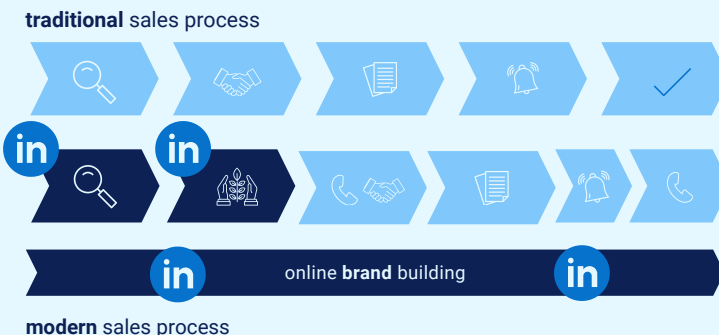 traditional sales process
in
in
in
online brand building
in
modern sales process